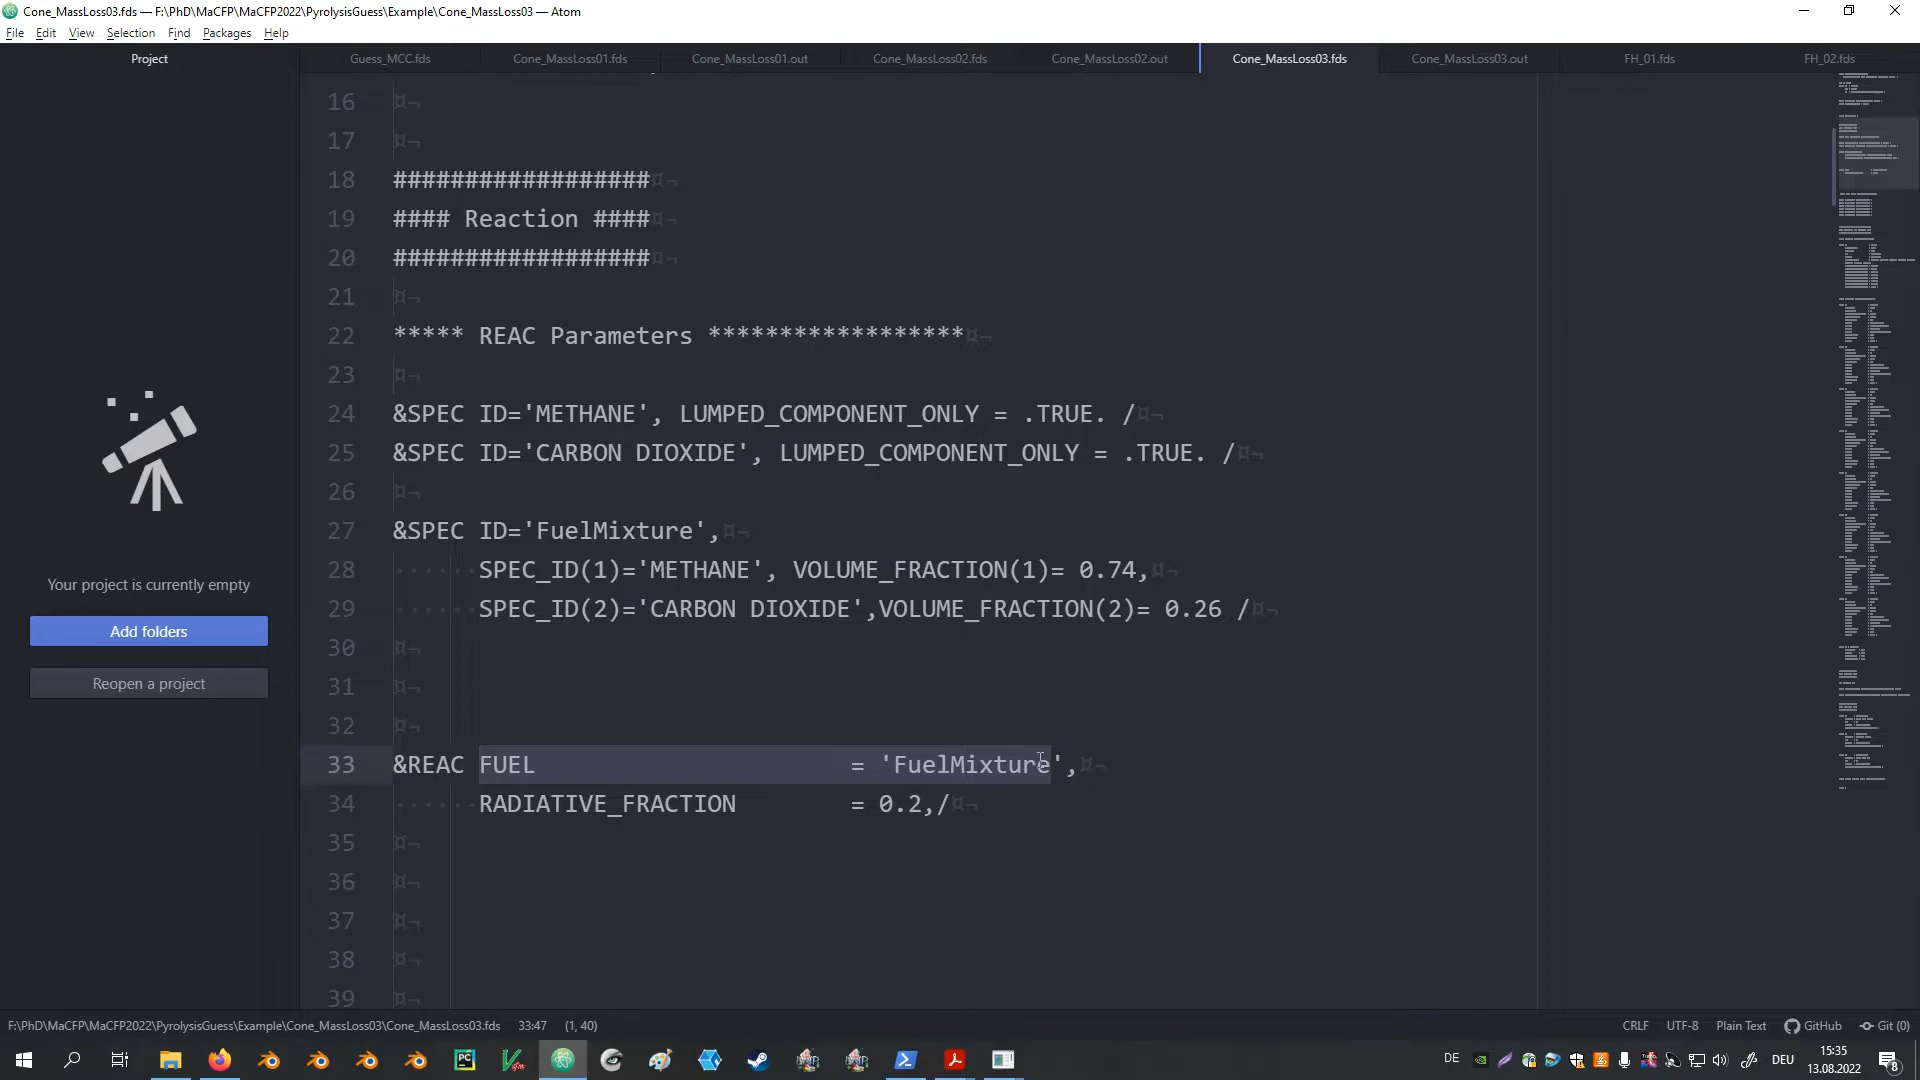 Cone_MassLoss03.fds — F:\PhD\MaCFP\MaCFP2022\PyrolysisGuess\Example\Cone_MassLoss03 — Atom
File Edit View Selection Find Packages Help
Project
Guess_MCC.fds Cone_MassLoss01.fds Cone_MassLoss01.out Cone_MassLoss02.fds Cone_MassLoss02.out Cone_MassLoss03.fds Cone_MassLoss03.out FH_01.fds FH_02.fds
16
17
18 ##################
19 #### Reaction ####
20 ##################
21
22 ***** REAC Parameters ******************
23
24 &SPEC ID='METHANE', LUMPED_COMPONENT_ONLY = .TRUE. /
25 &SPEC ID='CARBON DIOXIDE', LUMPED_COMPONENT_ONLY = .TRUE. /
26
27 &SPEC ID='FuelMixture',
28 SPEC_ID(1)='METHANE', VOLUME_FRACTION(1)= 0.74,
29 SPEC_ID(2)='CARBON DIOXIDE',VOLUME_FRACTION(2)= 0.26 /
30
31
32
33 &REAC FUEL = 'FuelMixture',
34 RADIATIVE_FRACTION = 0.2,/
35
36
37
38
39
Your project is currently empty
Add folders
Reopen a project
F:\PhD\MaCFP\MaCFP2022\PyrolysisGuess\Example\Cone_MassLoss03\Cone_MassLoss03.fds 33:47 (1, 40)
CRLF UTF-8 Plain Text GitHub Git (0)
DE DEU
15:35
13.08.2022
8